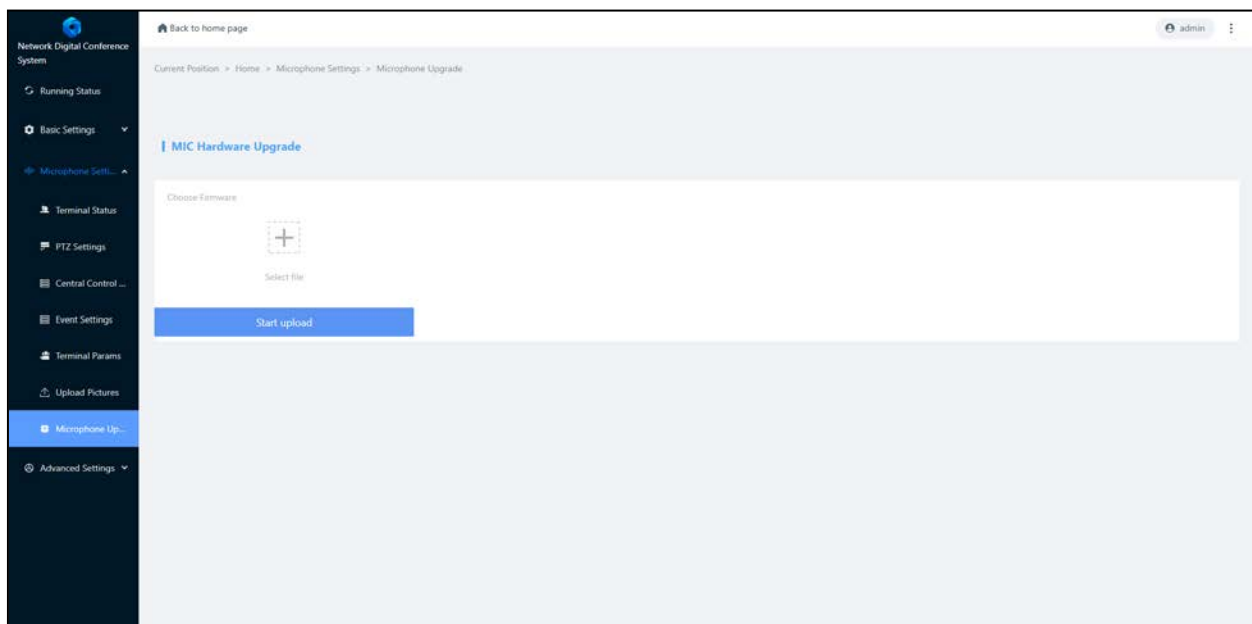 Network Digital Conference
System
Back to home page
admin
Current Position > Home > Microphone Settings > Microphone Upgrade
Running Status
Basic Settings
Microphone Setti...
Terminal Status
PTZ Settings
Central Control ...
Event Settings
Terminal Params
Upload Pictures
Microphone Up...
Advanced Settings
MIC Hardware Upgrade
Choose Firmware
Select file
Start upload